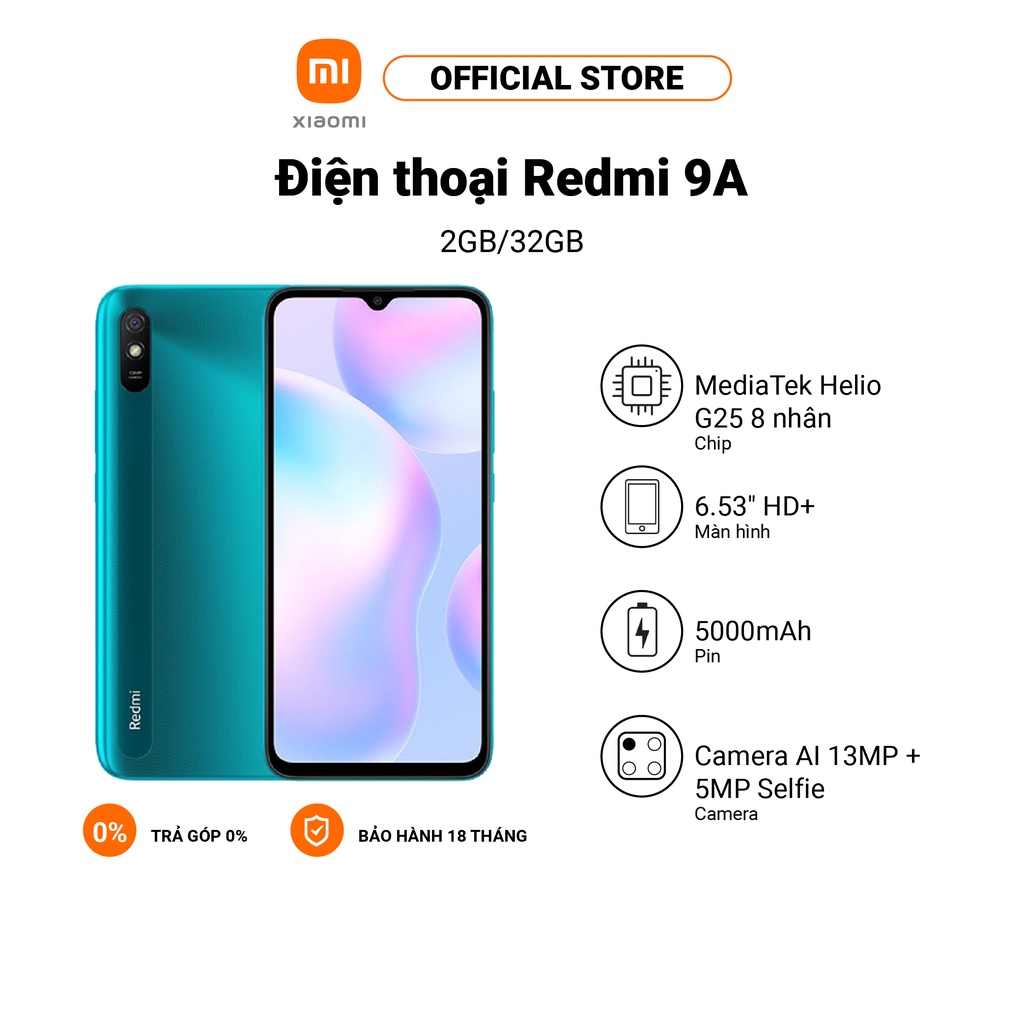 mi
xiaomi
OFFICIAL STORE
Điện thoại Redmi 9A
2GB/32GB
13MP
Redmi
MediaTek Helio
G25 8 nhân
Chip
6.53" HD+
Màn hình
5000mAh
Pin
Camera AI 13MP +
5MP Selfie
Camera
0%
TRẢ GÓP 0%
BẢO HÀNH 18 THÁNG